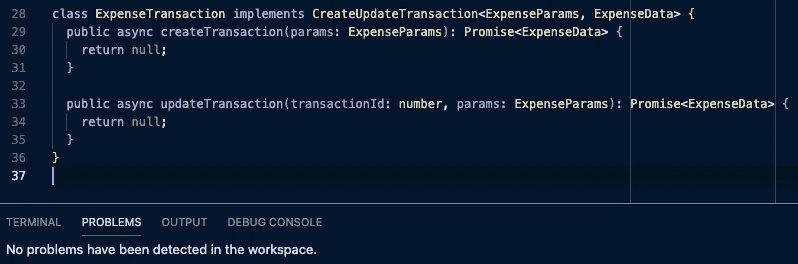 28 class ExpenseTransaction implements CreateUpdateTransaction<ExpenseParams, ExpenseData> {
29 public async createTransaction(params: ExpenseParams): Promise<ExpenseData> {
30 return null;
31 }
32
33 public async updateTransaction(transactionId: number, params: ExpenseParams): Promise<ExpenseData> {
34 return null;
35 }
36 }
37
TERMINAL PROBLEMS OUTPUT DEBUG CONSOLE
No problems have been detected in the workspace.